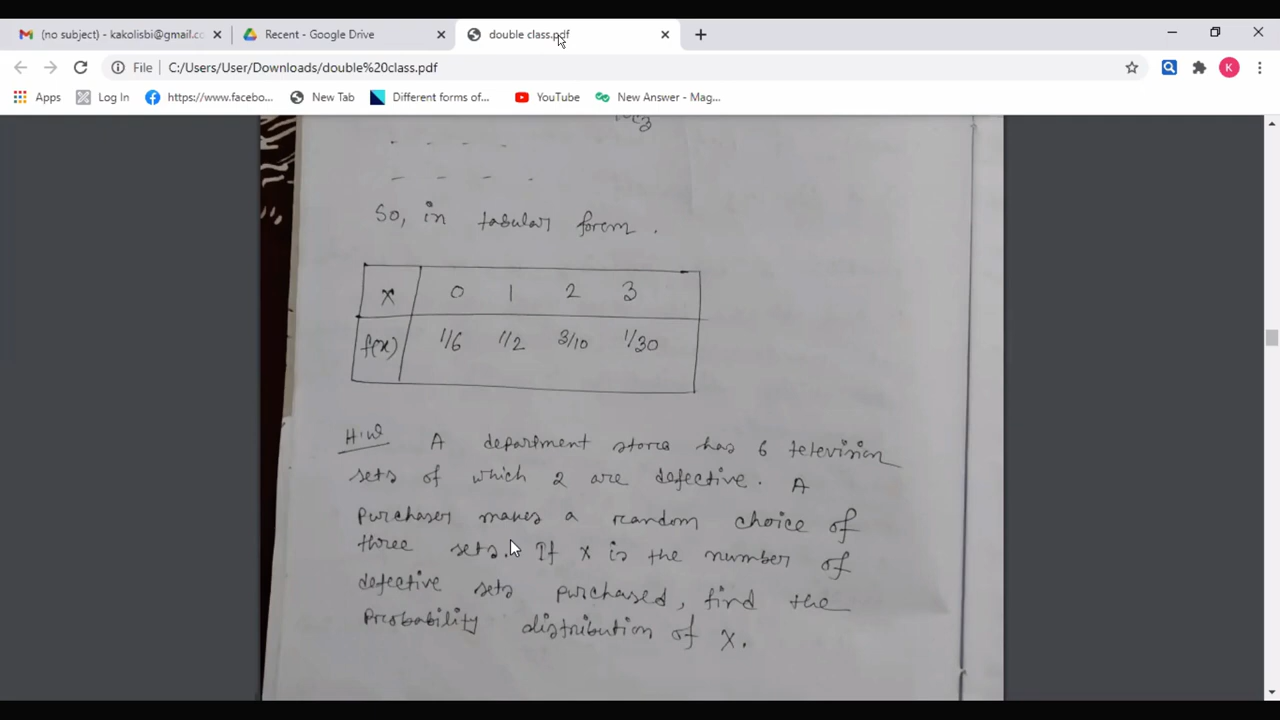 (no subject) - kakolisbi@gmail.co
Recent - Google Drive
double class.pdf
File C:/Users/User/Downloads/double%20class.pdf
K
Apps Log In https://www.facebo... New Tab Different forms of... YouTube New Answer - Mag...
So, in tabular form.
x 0 1 2 3
f(x) 1/6 1/2 3/10 1/30
H.W A department store has 6 television
sets of which 2 are defective. A
purchaser makes a random choice of
three sets. If x is the number of
defective sets purchased, find the
probability distribution of x.